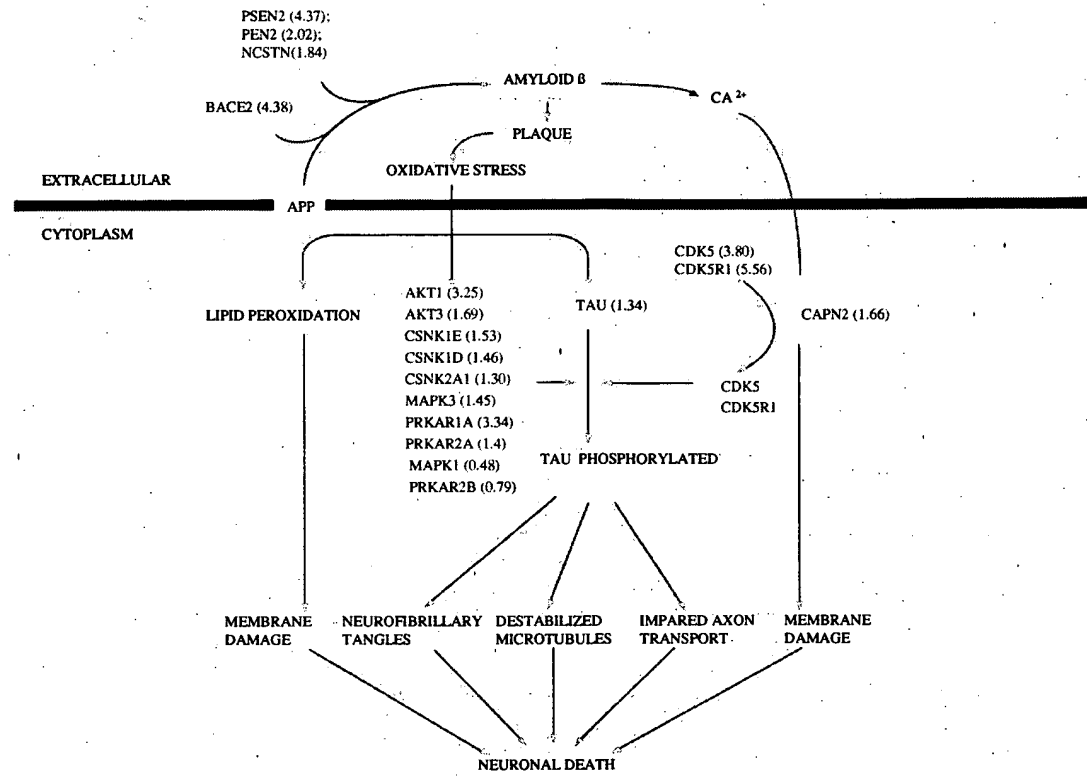 PSEN2 (4.37);
PEN2 (2.02);
NCSTN(1.84)
AMYLOID ß
CA 2+
BACE2 (4.38)
PLAQUE
OXIDATIVE STRESS
EXTRACELLULAR
APP
CYTOPLASM
CDK5 (3.80)
CDK5R1 (5.56)
LIPID PEROXIDATION
AKT1 (3.25)
AKT3 (1.69)
CSNK1E (1.53)
CSNK1D (1.46)
CSNK2A1 (1.30)
MAPK3 (1.45)
PRKAR1A (3.34)
PRKAR2A (1.4)
MAPK1 (0.48)
PRKAR2B (0.79)
TAU (1.34)
CAPN2 (1.66)
CDK5
CDK5R1
TAU PHOSPHORYLATED
MEMBRANE
DAMAGE
NEUROFIBRILLARY
TANGLES
DESTABILIZED
MICROTUBULES
IMPARED AXON
TRANSPORT
MEMBRANE
DAMAGE
NEURONAL DEATH